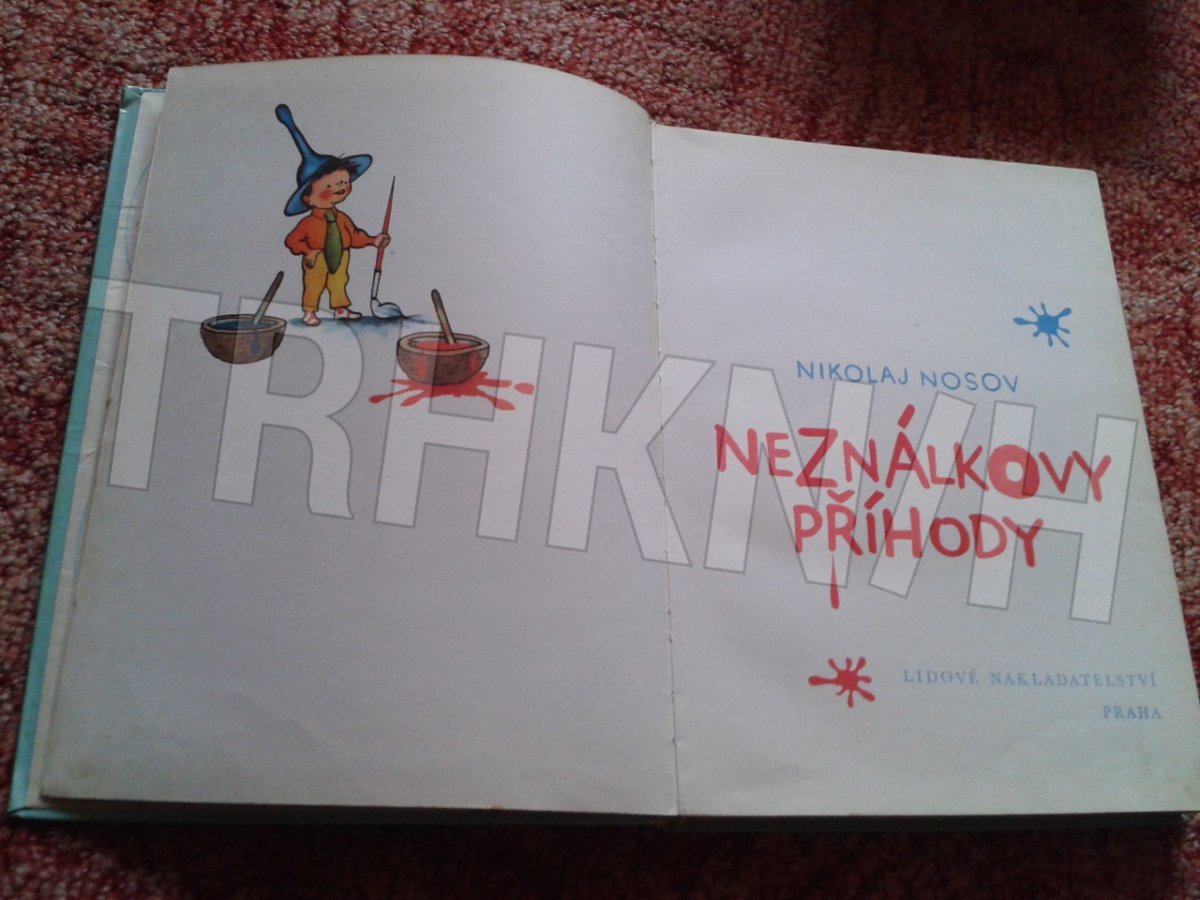 NIKOLAJ NOSOV
NEZNÁLKOVY
PŘÍHODY
LIDOVÉ NAKLADATELSTVÍ
PRAHA
TRHKNIH